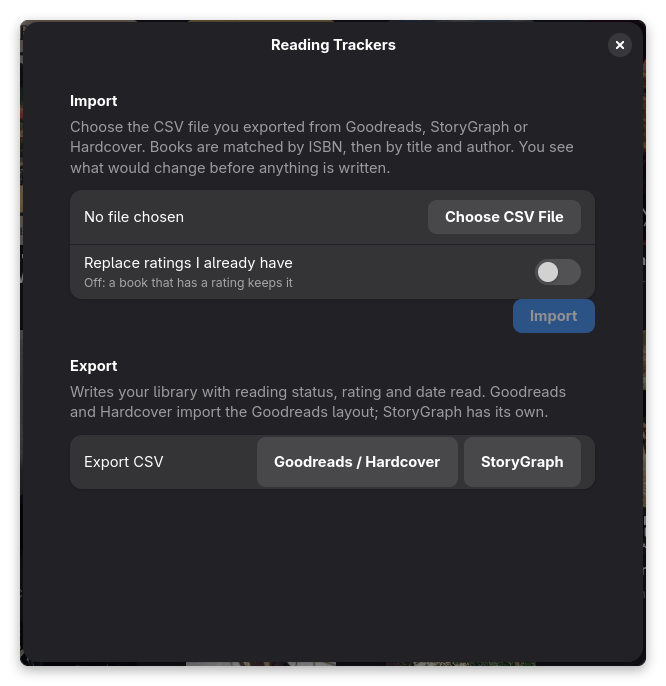 Reading Trackers
Import
Choose the CSV file you exported from Goodreads, StoryGraph or
Hardcover. Books are matched by ISBN, then by title and author. You see
what would change before anything is written.
No file chosen
Choose CSV File
Replace ratings I already have
Off: a book that has a rating keeps it
Import
Export
Writes your library with reading status, rating and date read. Goodreads
and Hardcover import the Goodreads layout; StoryGraph has its own.
Export CSV
Goodreads / Hardcover
StoryGraph